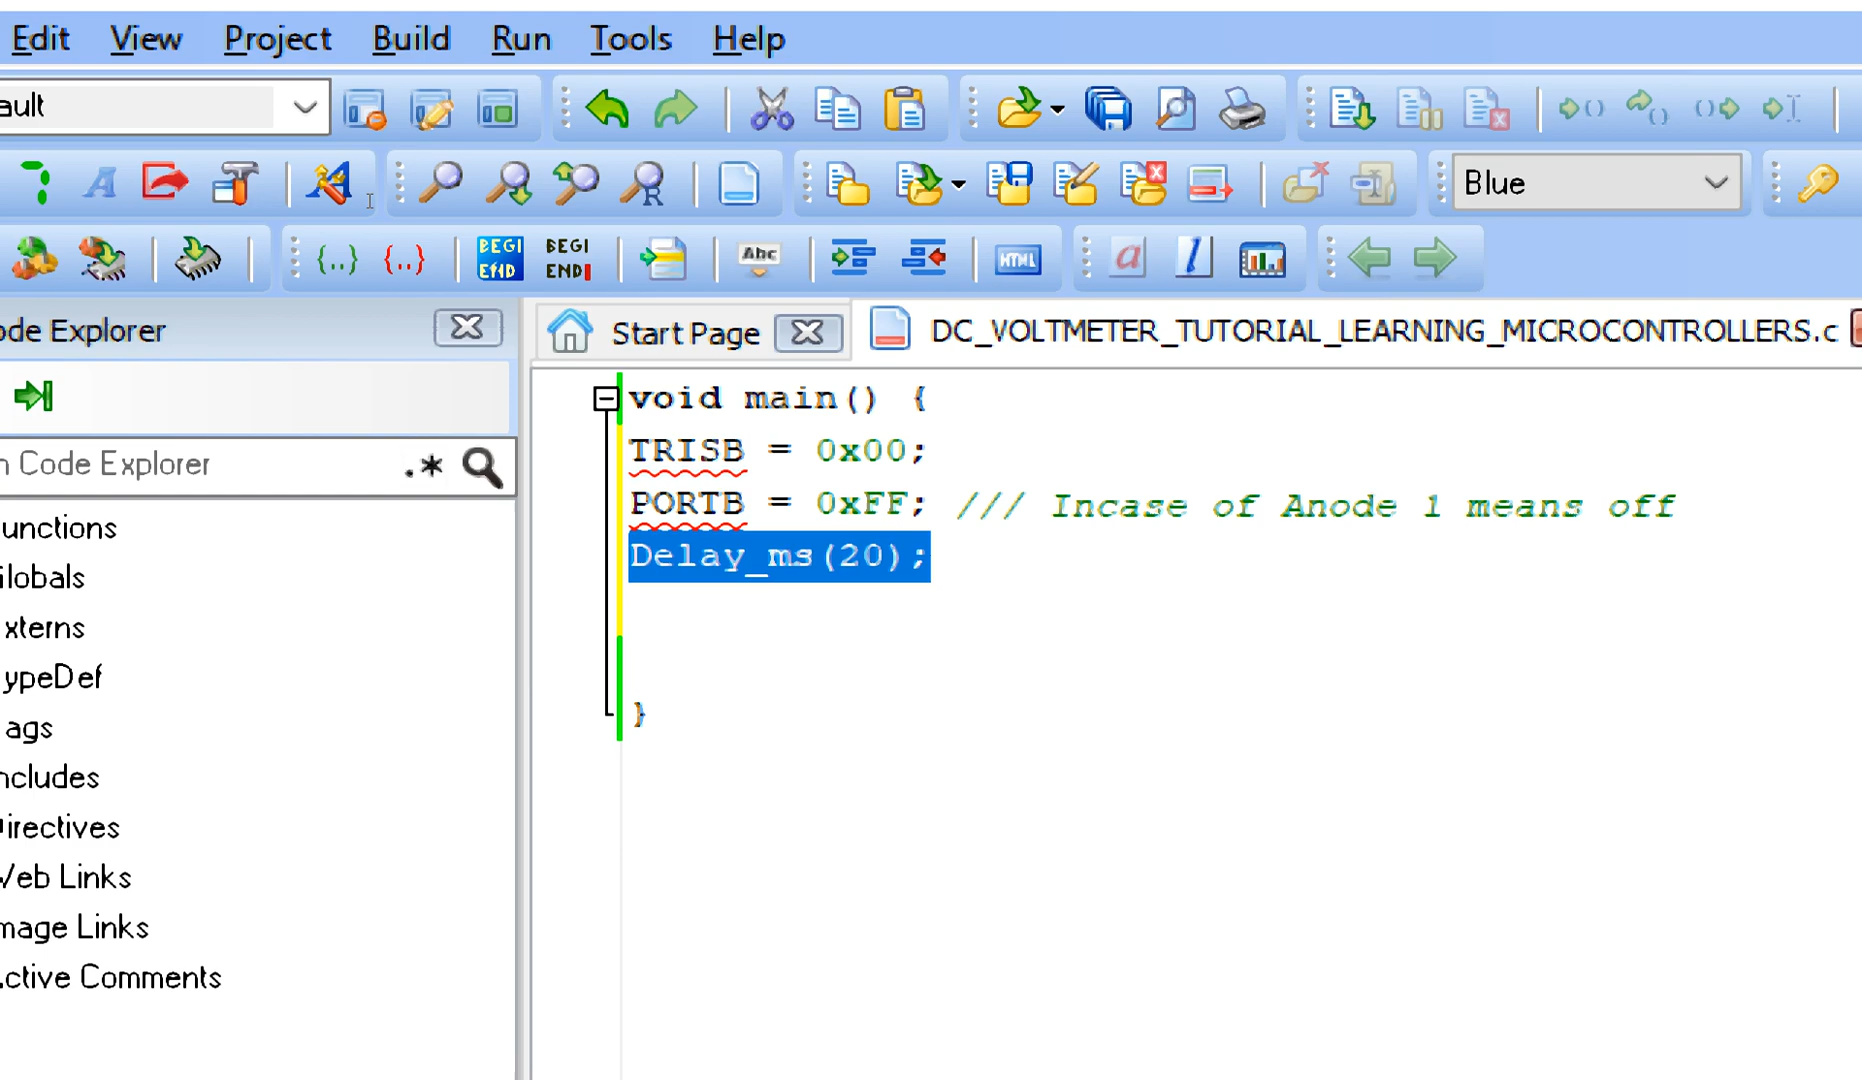 Edit View Project Build Run Tools Help
ault
A Blue
{..} {..} BEGI END BEGI END Abc HTML a l
ode Explorer
Start Page DC_VOLTMETER_TUTORIAL_LEARNING_MICROCONTROLLERS.c
void main() {
TRISB = 0x00;
n Code Explorer .*
PORTB = 0xFF; /// Incase of Anode 1 means off
unctions
Delay_ms(20);
lobals
xterns
ypeDef
}
ags
ncludes
irectives
eb Links
mage Links
ctive Comments